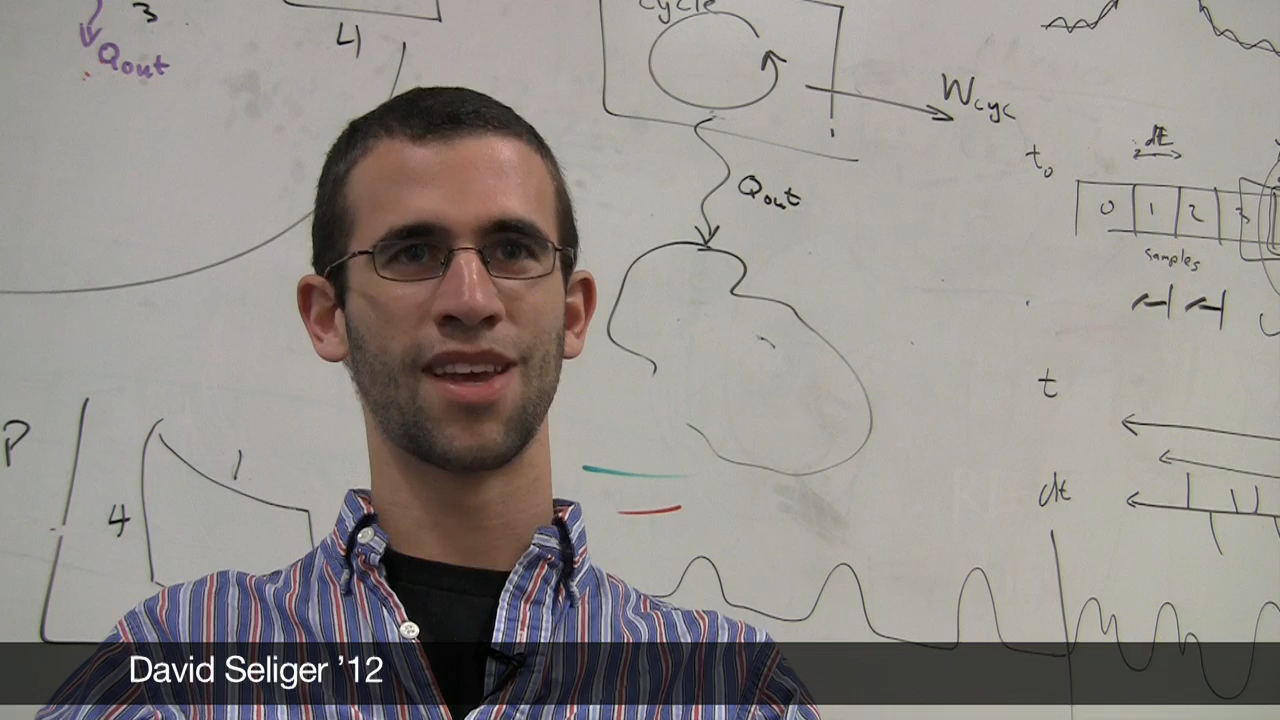 3
Qout
4
cycle
Wcyc
Qout
t₀
dt
0 1 2 3
samples
t
dt
P
4
1
David Seliger ’12